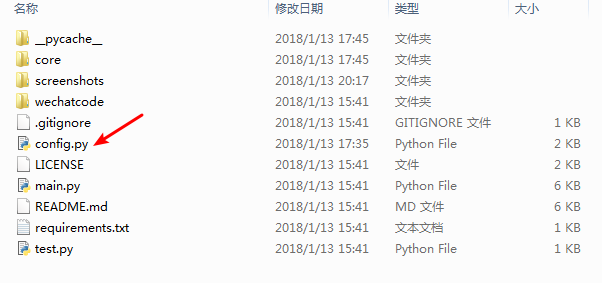 名称 修改日期 类型 大小
__pycache__ 2018/1/13 17:45 文件夹
core 2018/1/13 17:45 文件夹
screenshots 2018/1/13 20:17 文件夹
wechatcode 2018/1/13 15:41 文件夹
.gitignore 2018/1/13 15:41 GITIGNORE 文件 1 KB
config.py 2018/1/13 17:35 Python File 2 KB
LICENSE 2018/1/13 15:41 文件 2 KB
main.py 2018/1/13 15:41 Python File 6 KB
README.md 2018/1/13 15:41 MD 文件 6 KB
requirements.txt 2018/1/13 15:41 文本文档 1 KB
test.py 2018/1/13 15:41 Python File 1 KB